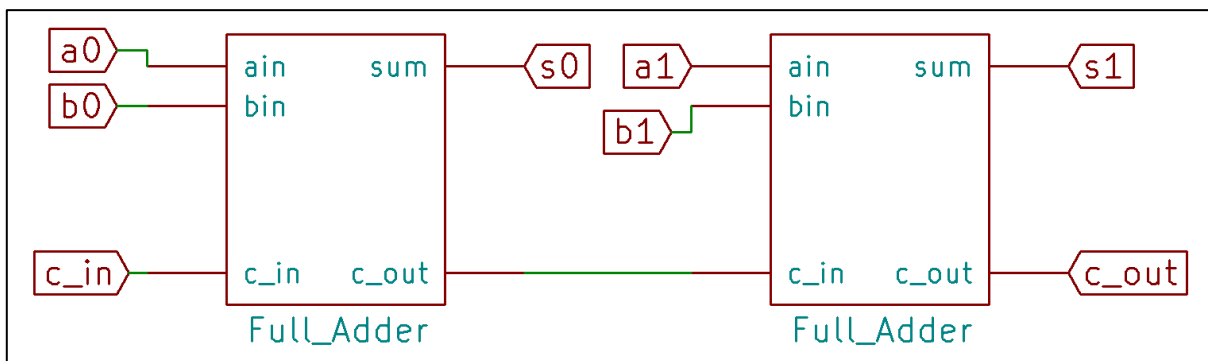 a0
b0
c_in
ain
bin
c_in
sum
c_out
Full_Adder
s0
a1
b1
ain
bin
c_in
sum
c_out
Full_Adder
s1
c_out